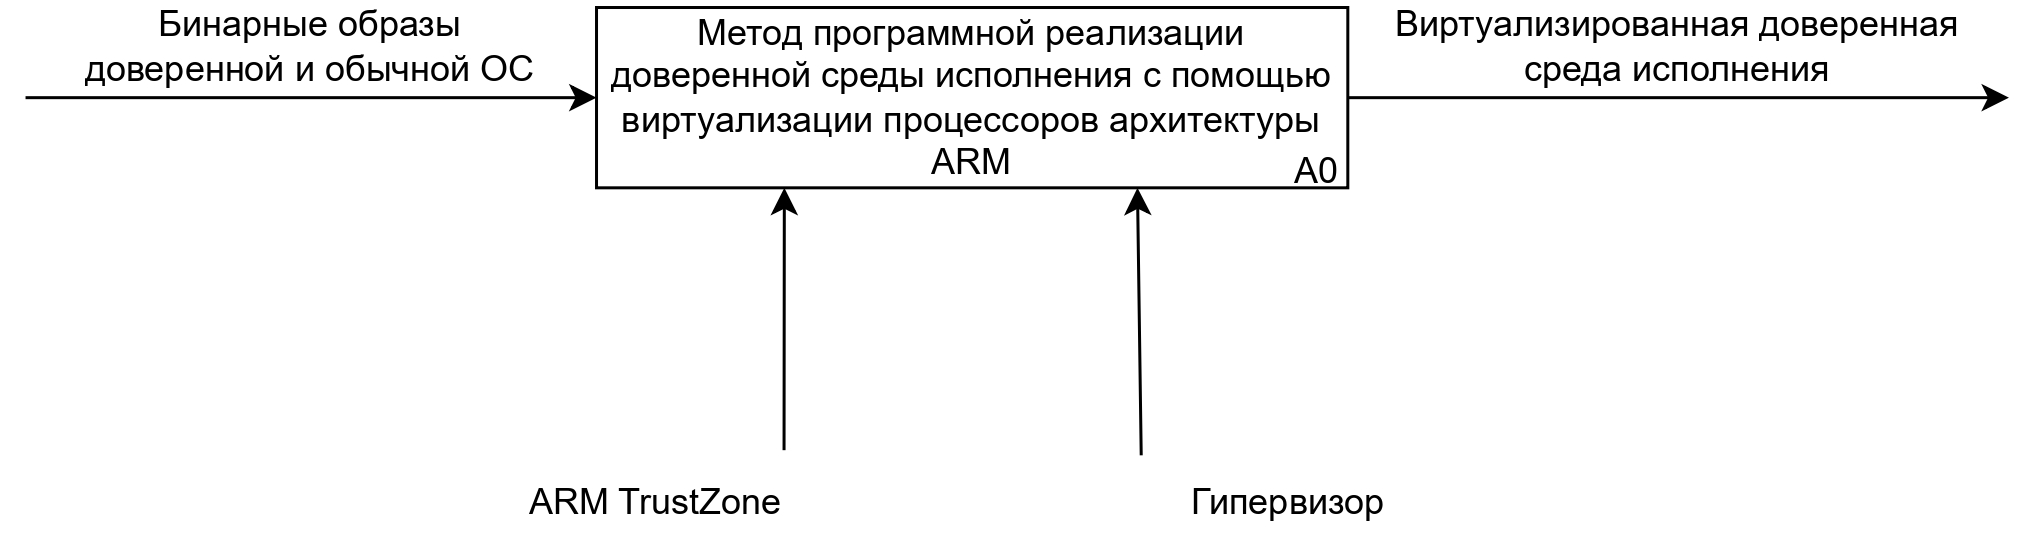 Бинарные образы
доверенной и обычной ОС
Метод программной реализации
доверенной среды исполнения с помощью
виртуализации процессоров архитектуры
ARM
A0
Виртуализированная доверенная
среда исполнения
ARM TrustZone
Гипервизор